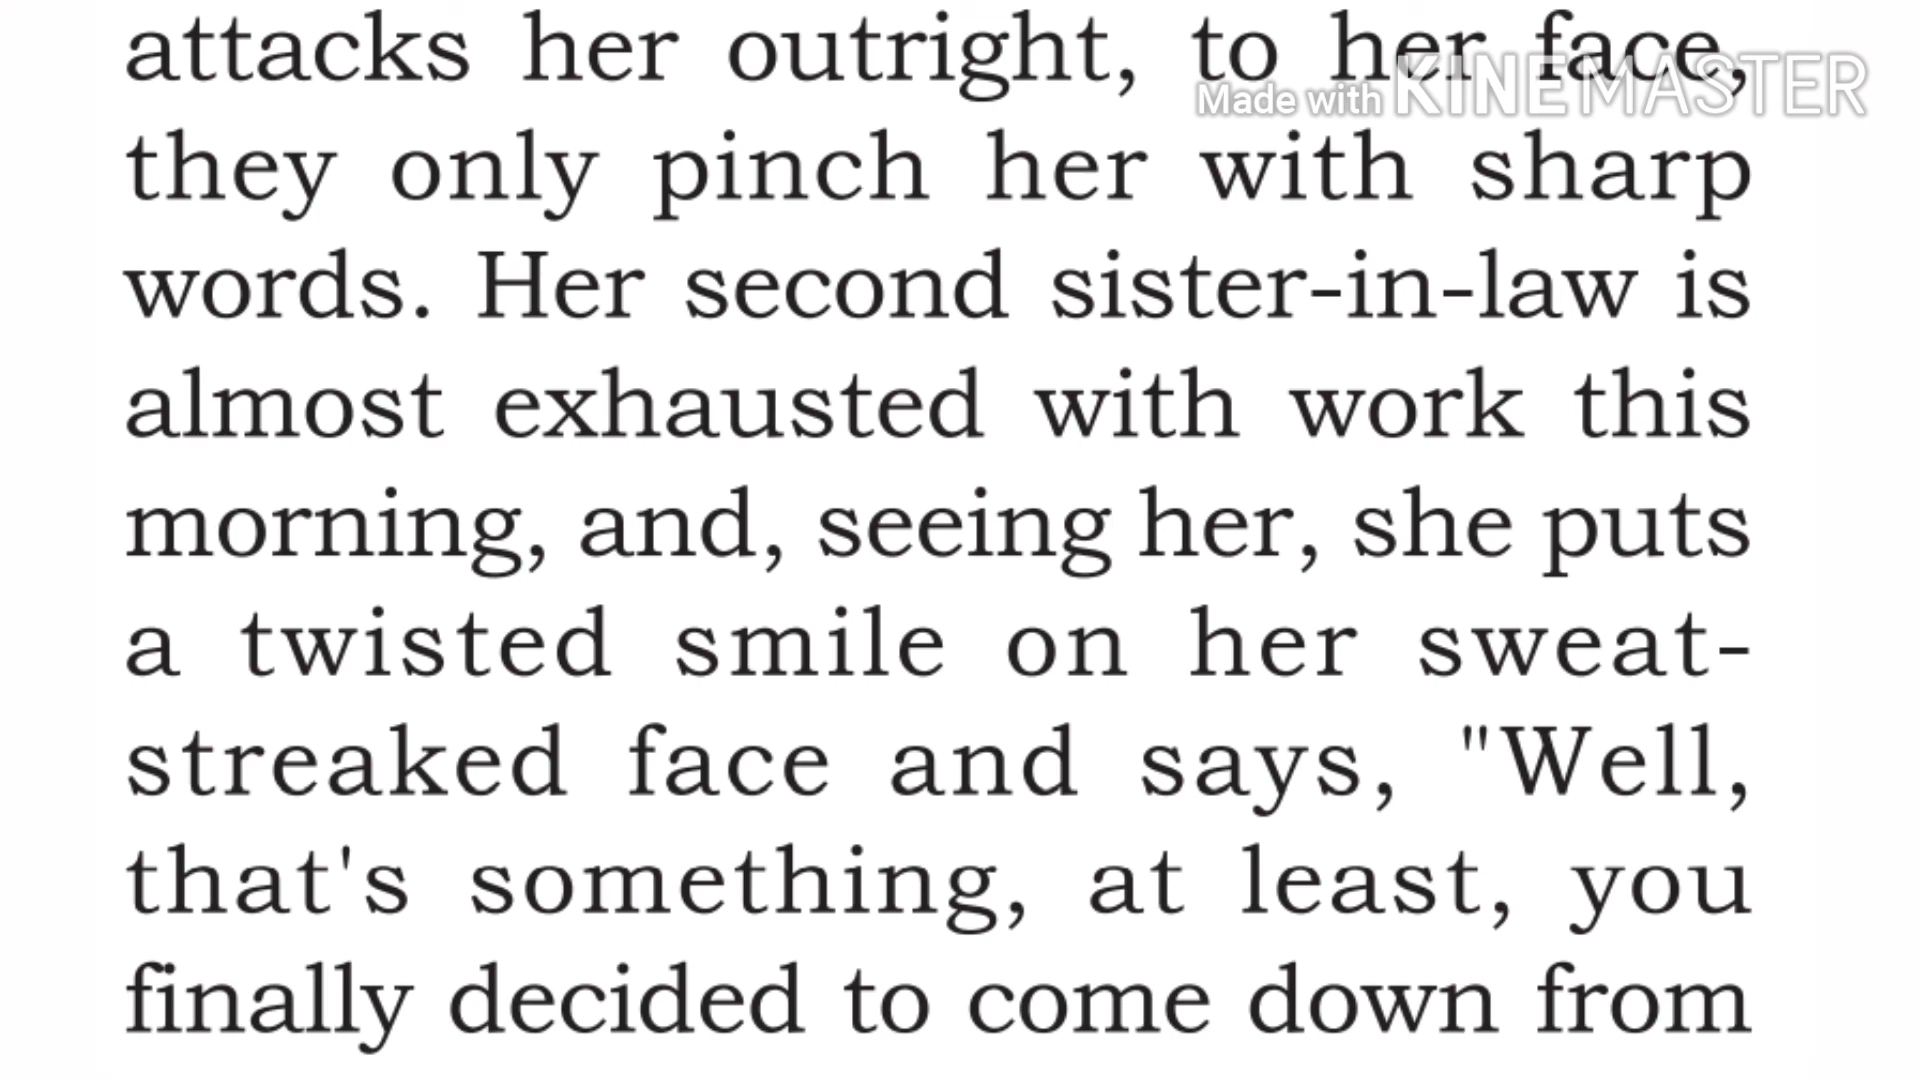 attacks her outright, to her face,
Made with KINEMASTER
they only pinch her with sharp
words. Her second sister-in-law is
almost exhausted with work this
morning, and, seeing her, she puts
a twisted smile on her sweat-
streaked face and says, "Well,
that's something, at least, you
finally decided to come down from